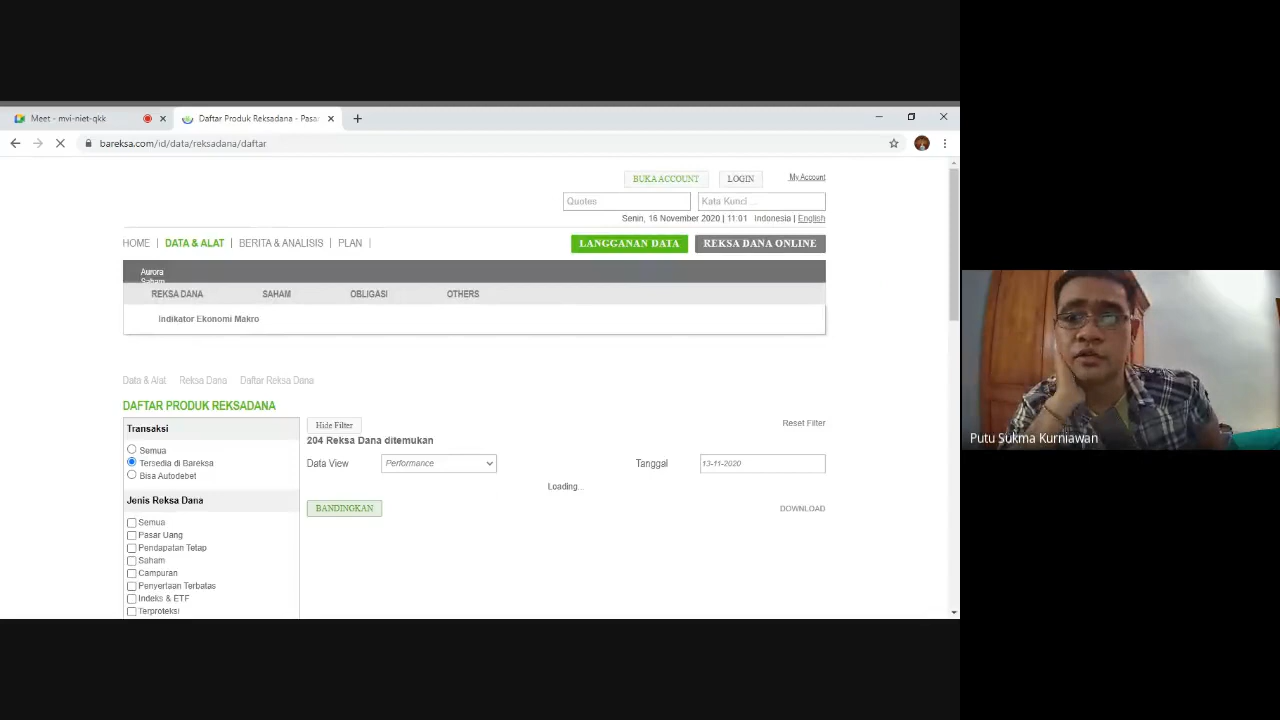 Meet - mvi-niet-qkk
Daftar Produk Reksadana - Pasa
bareksa.com/id/data/reksadana/daftar
BUKA ACCOUNT
LOGIN
My Account
Quotes
Kata Kunci ...
Senin, 16 November 2020 | 11:01 Indonesia | English
HOME | DATA & ALAT | BERITA & ANALISIS | PLAN |
LANGGANAN DATA
REKSA DANA ONLINE
Aurora
Saham
REKSA DANA
SAHAM
OBLIGASI
OTHERS
Indikator Ekonomi Makro
Data & Alat Reksa Dana Daftar Reksa Dana
DAFTAR PRODUK REKSADANA
Transaksi
Semua
Tersedia di Bareksa
Bisa Autodebet
Jenis Reksa Dana
Semua
Pasar Uang
Pendapatan Tetap
Saham
Campuran
Penyertaan Terbatas
Indeks & ETF
Terproteksi
Hide Filter
Reset Filter
204 Reksa Dana ditemukan
Data View
Performance
Tanggal
13-11-2020
Loading...
BANDINGKAN
DOWNLOAD
Putu Sukma Kurniawan